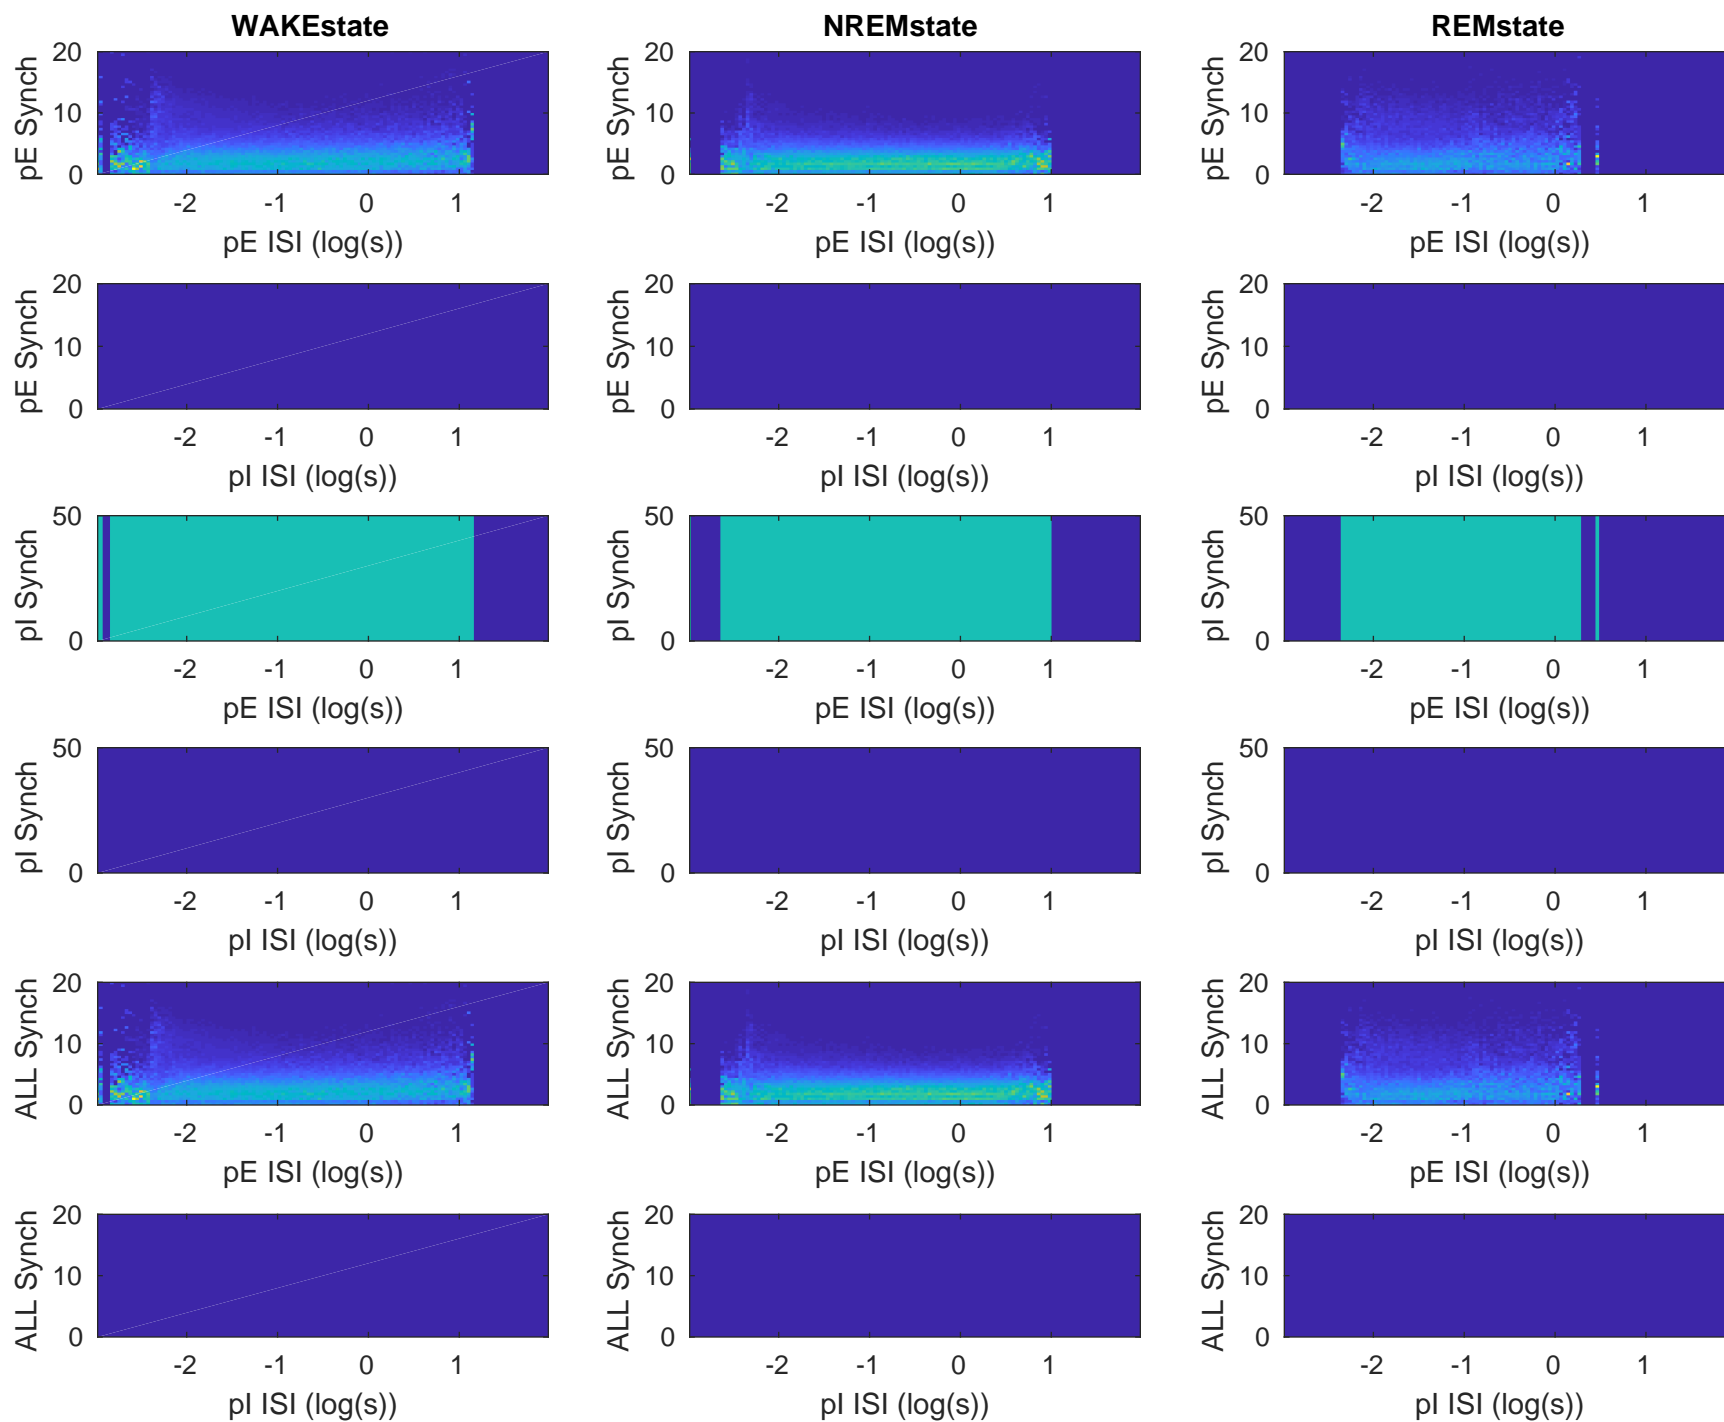 WAKEstate NREMstate REMstate
20 20 20
pE Synch pE Synch pE Synch
10 10 10
0 0 0
-2 -1 0 1 -2 -1 0 1 -2 -1 0 1
pE ISI (log(s)) pE ISI (log(s)) pE ISI (log(s))
20 20 20
pE Synch pE Synch pE Synch
10 10 10
0 0 0
-2 -1 0 1 -2 -1 0 1 -2 -1 0 1
pI ISI (log(s)) pI ISI (log(s)) pI ISI (log(s))
50 50 50
pI Synch pI Synch pI Synch
0 0 0
-2 -1 0 1 -2 -1 0 1 -2 -1 0 1
pE ISI (log(s)) pE ISI (log(s)) pE ISI (log(s))
50 50 50
pI Synch pI Synch pI Synch
0 0 0
-2 -1 0 1 -2 -1 0 1 -2 -1 0 1
pI ISI (log(s)) pI ISI (log(s)) pI ISI (log(s))
20 20 20
ALL Synch ALL Synch ALL Synch
10 10 10
0 0 0
-2 -1 0 1 -2 -1 0 1 -2 -1 0 1
pE ISI (log(s)) pE ISI (log(s)) pE ISI (log(s))
20 20 20
ALL Synch ALL Synch ALL Synch
10 10 10
0 0 0
-2 -1 0 1 -2 -1 0 1 -2 -1 0 1
pI ISI (log(s)) pI ISI (log(s)) pI ISI (log(s))